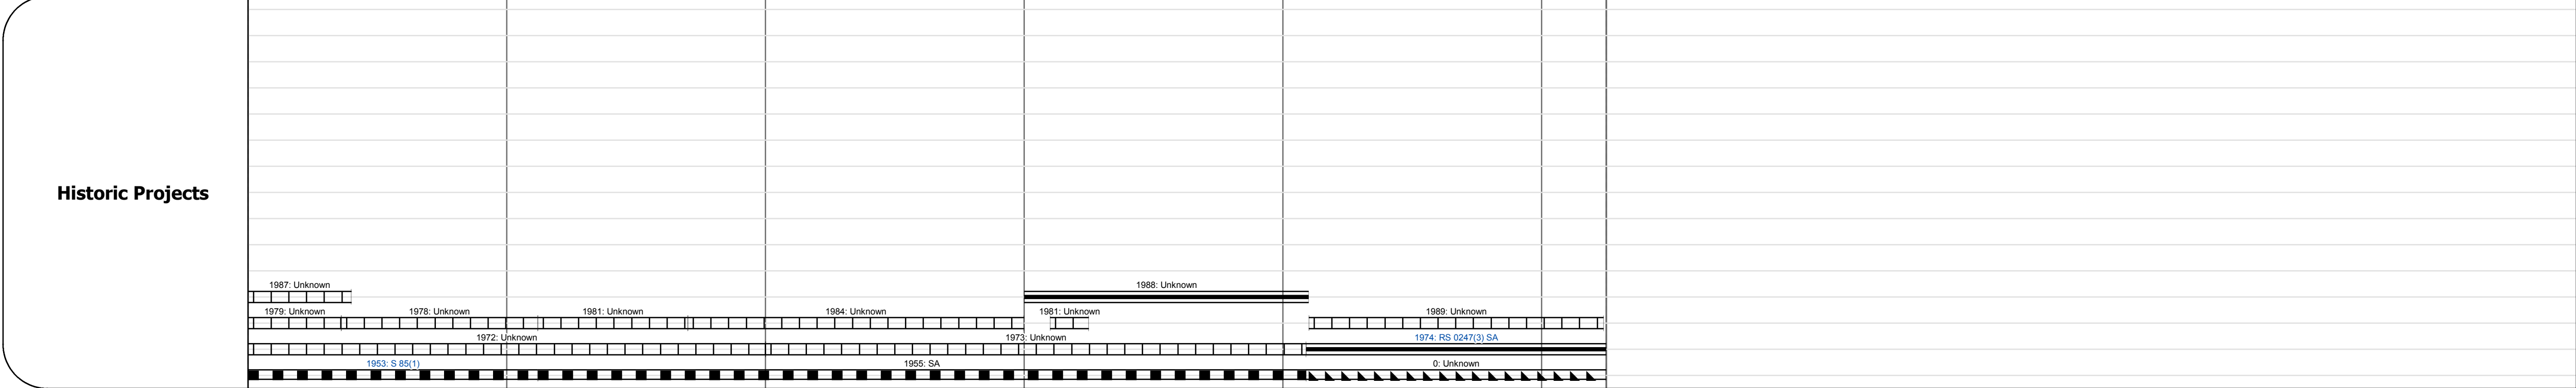 Historic Projects
1987: Unknown
1988: Unknown
1979: Unknown
1978: Unknown
1981: Unknown
1984: Unknown
1981: Unknown
1989: Unknown
1972: Unknown
1973: Unknown
1974: RS 0247(3) SA
1953: S 85(1)
1955: SA
0: Unknown